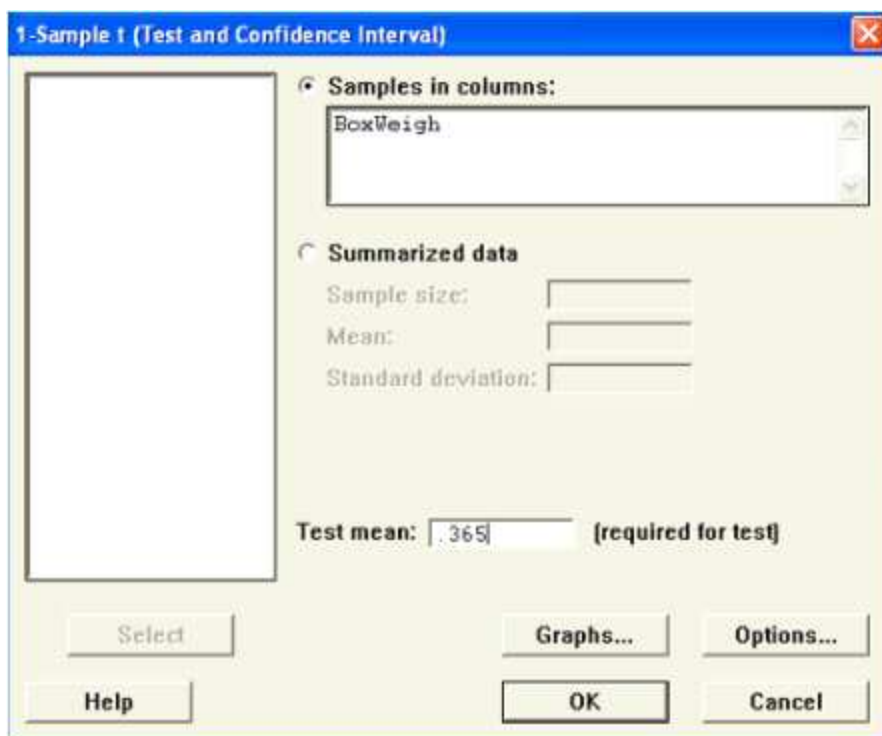 1-Sample t (Test and Confidence Interval)
Samples in columns:
BoxWeigh
Summarized data
Sample size:
Mean:
Standard deviation:
Test mean: .365 (required for test)
Select
Graphs... Options...
Help OK Cancel